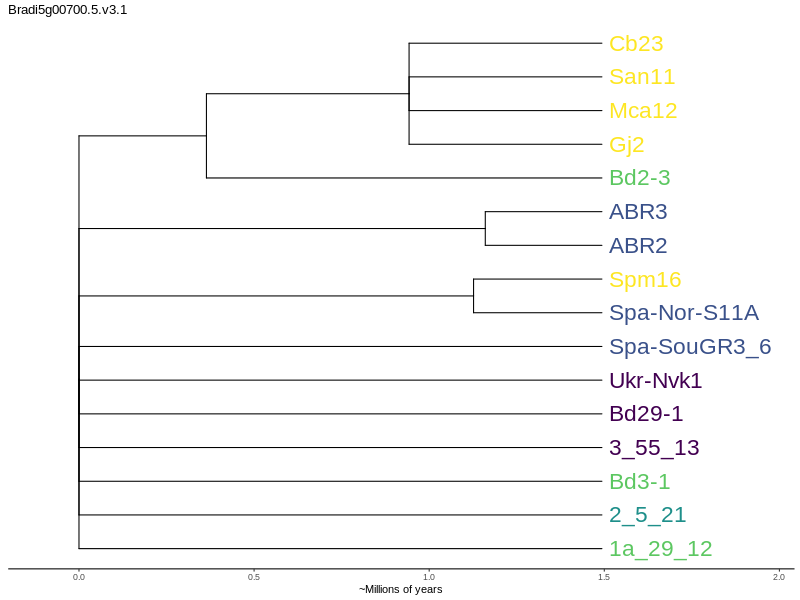 Bradi5g00700.5.v3.1
Cb23
San11
Mca12
Gj2
Bd2-3
ABR3
ABR2
Spm16
Spa-Nor-S11A
Spa-SouGR3_6
Ukr-Nvk1
Bd29-1
3_55_13
Bd3-1
2_5_21
1a_29_12
0.0 0.5 1.0 1.5 2.0
~Millions of years